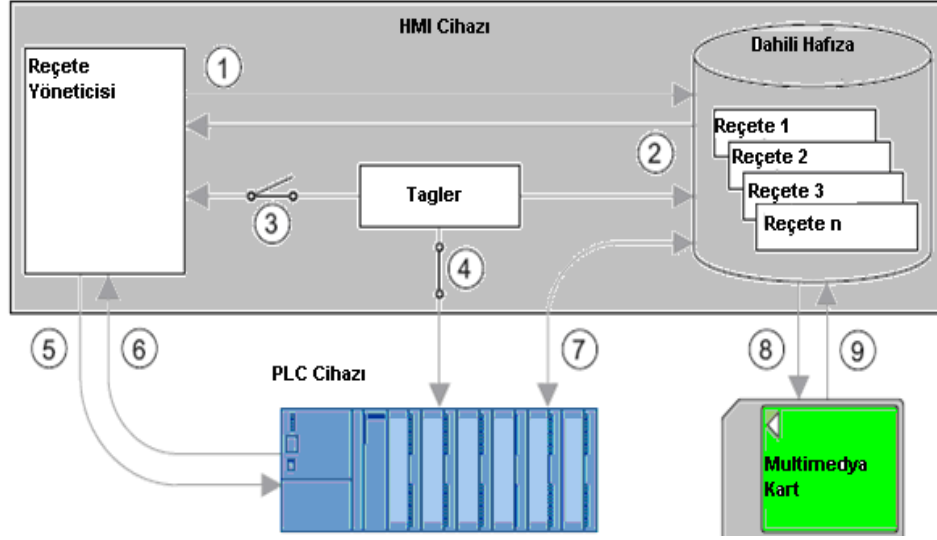 HMI Cihazı
Reçete
Yöneticisi
1
Dahili Hafıza
Reçete 1
2
Reçete 2
Reçete 3
Tagler
3
Reçete n
4
5
6
7
8
9
PLC Cihazı
Multimedya
Kart